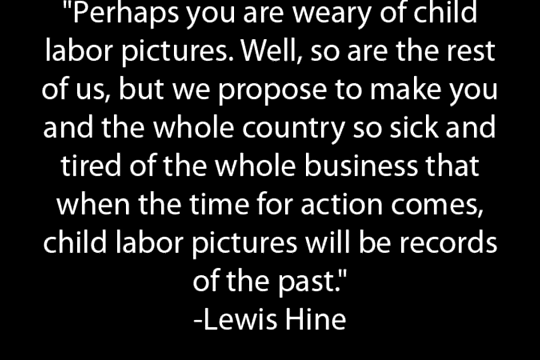 "Perhaps you are weary of child
labor pictures. Well, so are the rest
of us, but we propose to make you
and the whole country so sick and
tired of the whole business that
when the time for action comes,
child labor pictures will be records
of the past."
-Lewis Hine